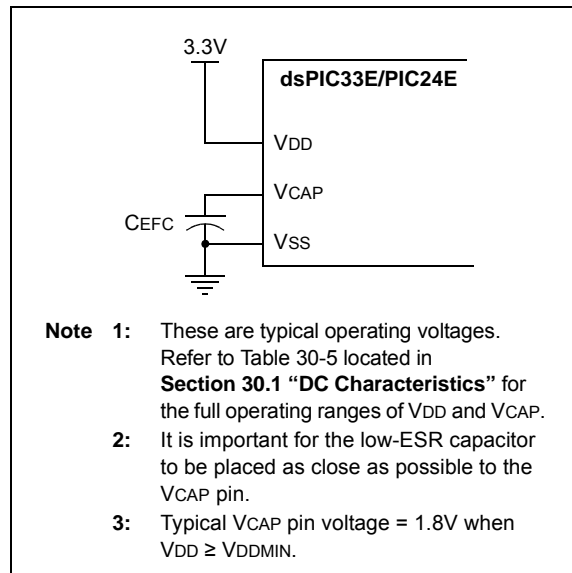 3.3V
dsPIC33E/PIC24E
VDD
VCAP
CEFC
VSS
Note 1: These are typical operating voltages.
Refer to Table 30-5 located in
Section 30.1 “DC Characteristics” for
the full operating ranges of VDD and VCAP.
2: It is important for the low-ESR capacitor
to be placed as close as possible to the
VCAP pin.
3: Typical VCAP pin voltage = 1.8V when
VDD ≥ VDDMIN.